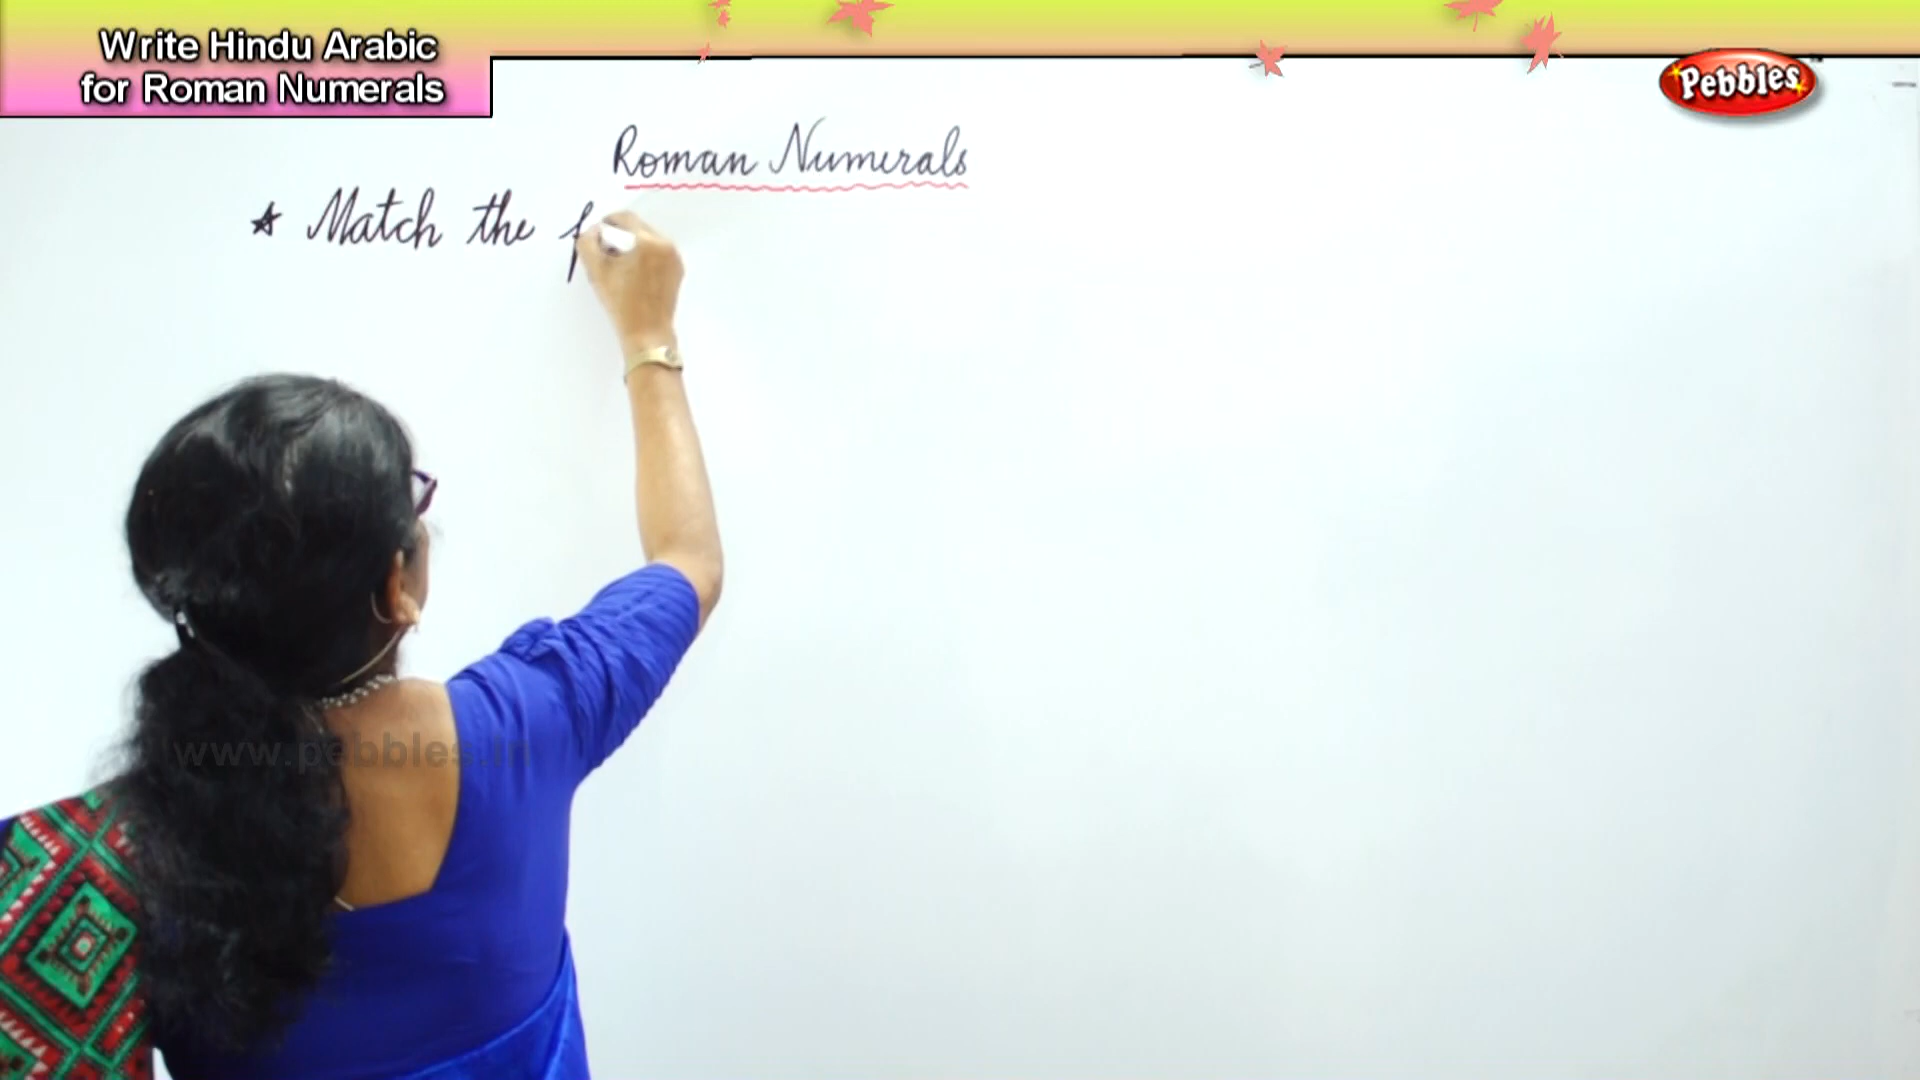 Write Hindu Arabic
for Roman Numerals
Pebbles
Roman Numerals
★ Match the
www.pebbles.in